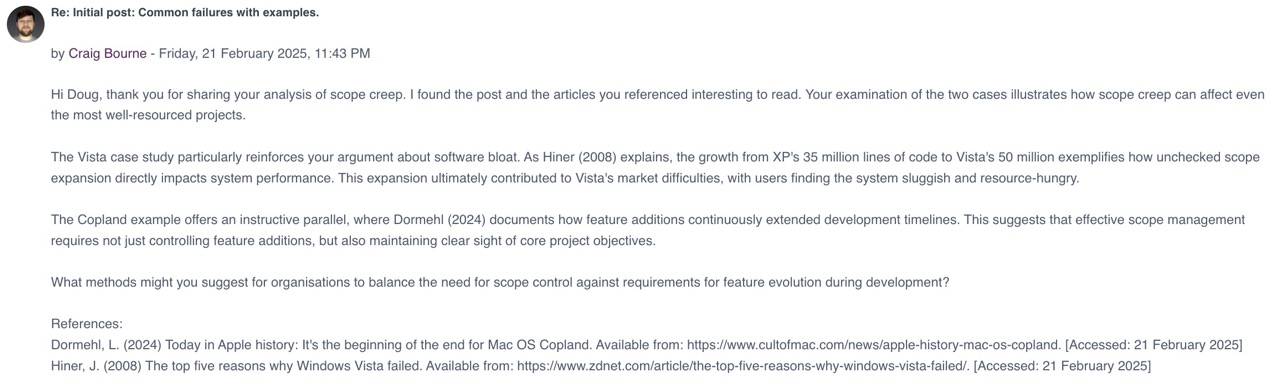 Re: Initial post: Common failures with examples.
by Craig Bourne - Friday, 21 February 2025, 11:43 PM
Hi Doug, thank you for sharing your analysis of scope creep. I found the post and the articles you referenced interesting to read. Your examination of the two cases illustrates how scope creep can affect even
the most well-resourced projects.
The Vista case study particularly reinforces your argument about software bloat. As Hiner (2008) explains, the growth from XP's 35 million lines of code to Vista's 50 million exemplifies how unchecked scope
expansion directly impacts system performance. This expansion ultimately contributed to Vista's market difficulties, with users finding the system sluggish and resource-hungry.
The Copland example offers an instructive parallel, where Dormehl (2024) documents how feature additions continuously extended development timelines. This suggests that effective scope management
requires not just controlling feature additions, but also maintaining clear sight of core project objectives.
What methods might you suggest for organisations to balance the need for scope control against requirements for feature evolution during development?
References:
Dormehl, L. (2024) Today in Apple history: It's the beginning of the end for Mac OS Copland. Available from: https://www.cultofmac.com/news/apple-history-mac-os-copland. [Accessed: 21 February 2025]
Hiner, J. (2008) The top five reasons why Windows Vista failed. Available from: https://www.zdnet.com/article/the-top-five-reasons-why-windows-vista-failed/. [Accessed: 21 February 2025]